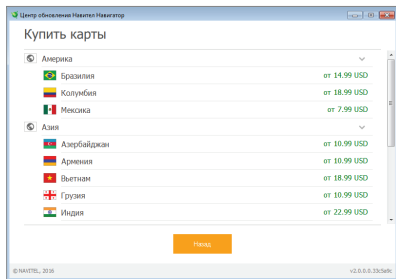 Центр обновления Навител Навигатор
Купить карты
Америка
Бразилия от 14.99 USD
Колумбия от 18.99 USD
Мексика от 7.99 USD
Азия
Азербайджан от 10.99 USD
Армения от 10.99 USD
Вьетнам от 18.99 USD
Грузия от 10.99 USD
Индия от 22.99 USD
Назад
© NAVITEL, 2016